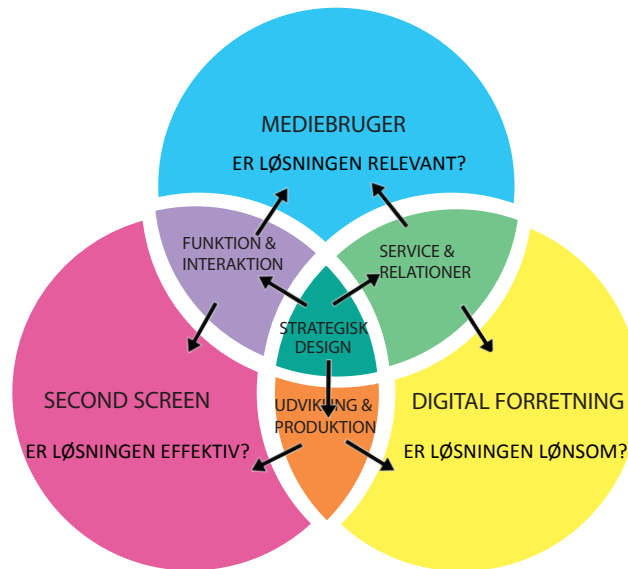 MEDIEBRUGER
ER LØSNINGEN RELEVANT?
FUNKTION &
INTERAKTION
SERVICE &
RELATIONER
STRATEGISK
DESIGN
SECOND SCREEN
ER LØSNINGEN EFFEKTIV?
UDVIKLING &
PRODUKTION
DIGITAL FORRETNING
ER LØSNINGEN LØNSOM?